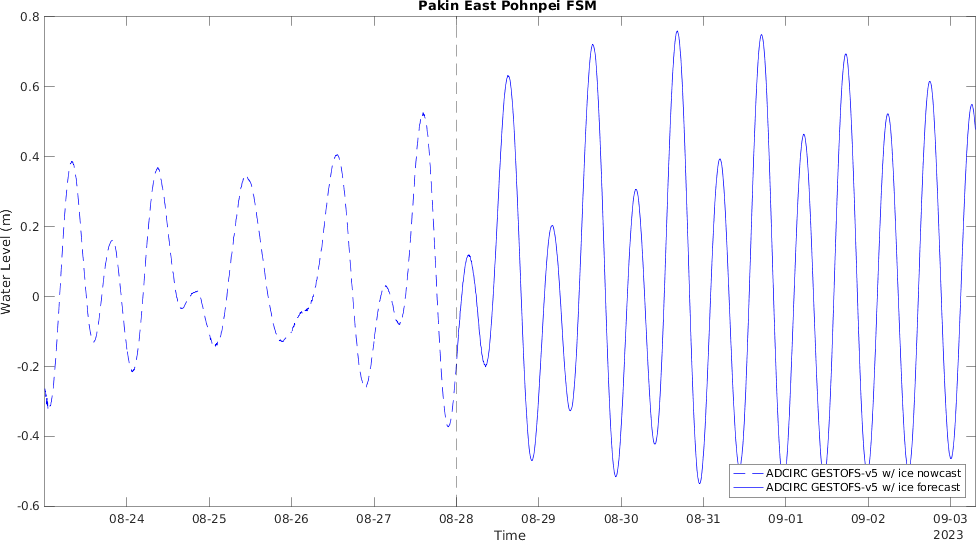 Pakin East Pohnpei FSM
0.8
0.6
0.4
0.2
0
-0.2
-0.4
-0.6
Water Level (m)
ADCIRC GESTOFS-v5 w/ ice nowcast
ADCIRC GESTOFS-v5 w/ ice forecast
08-24 08-25 08-26 08-27 08-28 08-29 08-30 08-31 09-01 09-02 09-03
Time
2023